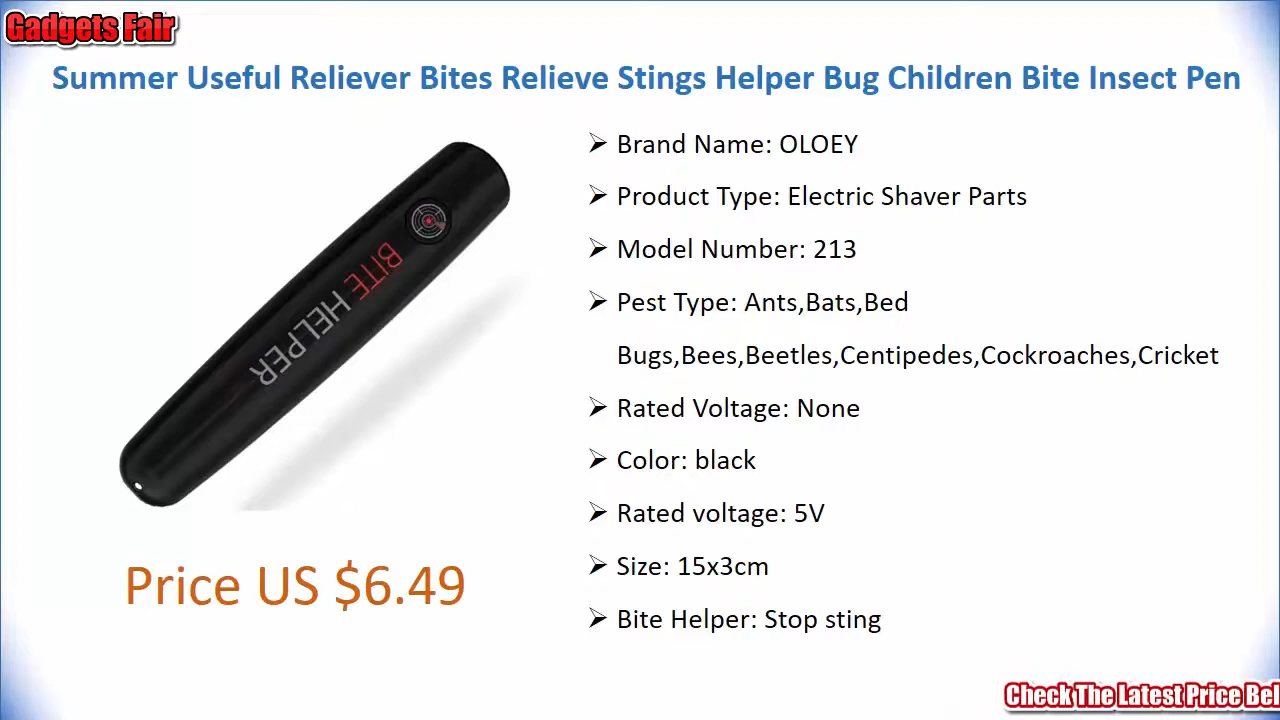 Gadgets Fair
Summer Useful Reliever Bites Relieve Stings Helper Bug Children Bite Insect Pen
BITE HELPER
Price US $6.49
Brand Name: OLOEY
Product Type: Electric Shaver Parts
Model Number: 213
Pest Type: Ants,Bats,Bed
Bugs,Bees,Beetles,Centipedes,Cockroaches,Cricket
Rated Voltage: None
Color: black
Rated voltage: 5V
Size: 15x3cm
Bite Helper: Stop sting
Check The Latest Price Bel